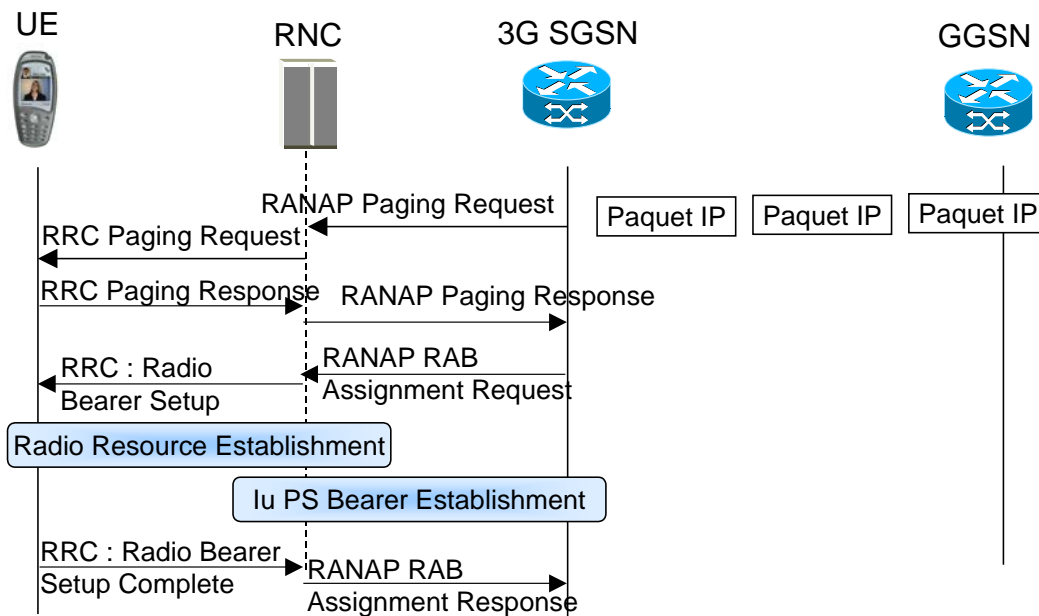 UE
RNC
3G SGSN
GGSN
RANAP Paging Request
Paquet IP
Paquet IP
Paquet IP
RRC Paging Request
RRC Paging Response
RANAP Paging Response
RANAP RAB
Assignment Request
RRC : Radio
Bearer Setup
Radio Resource Establishment
Iu PS Bearer Establishment
RRC : Radio Bearer
Setup Complete
RANAP RAB
Assignment Response